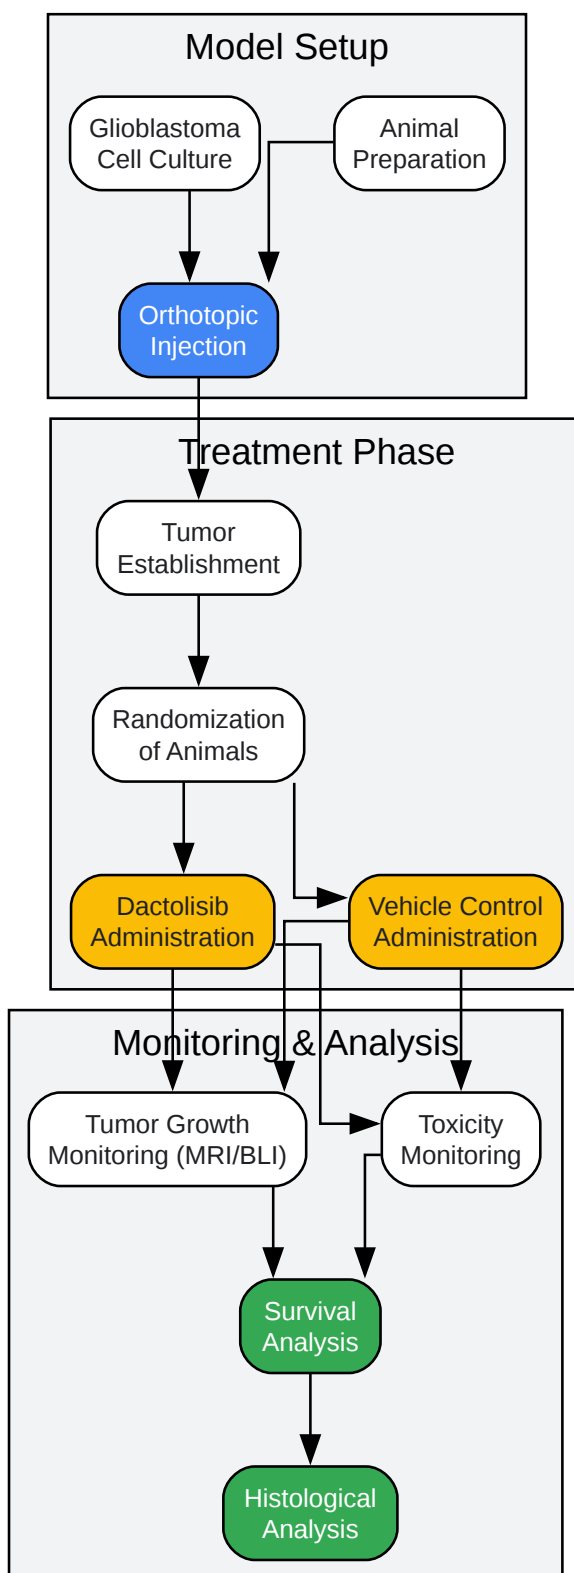 Model Setup
Glioblastoma
Cell Culture
Animal
Preparation
Orthotopic
Injection
Treatment Phase
Tumor
Establishment
Randomization
of Animals
Dactolisib
Administration
Vehicle Control
Administration
Monitoring & Analysis
Tumor Growth
Monitoring (MRI/BLI)
Toxicity
Monitoring
Survival
Analysis
Histological
Analysis